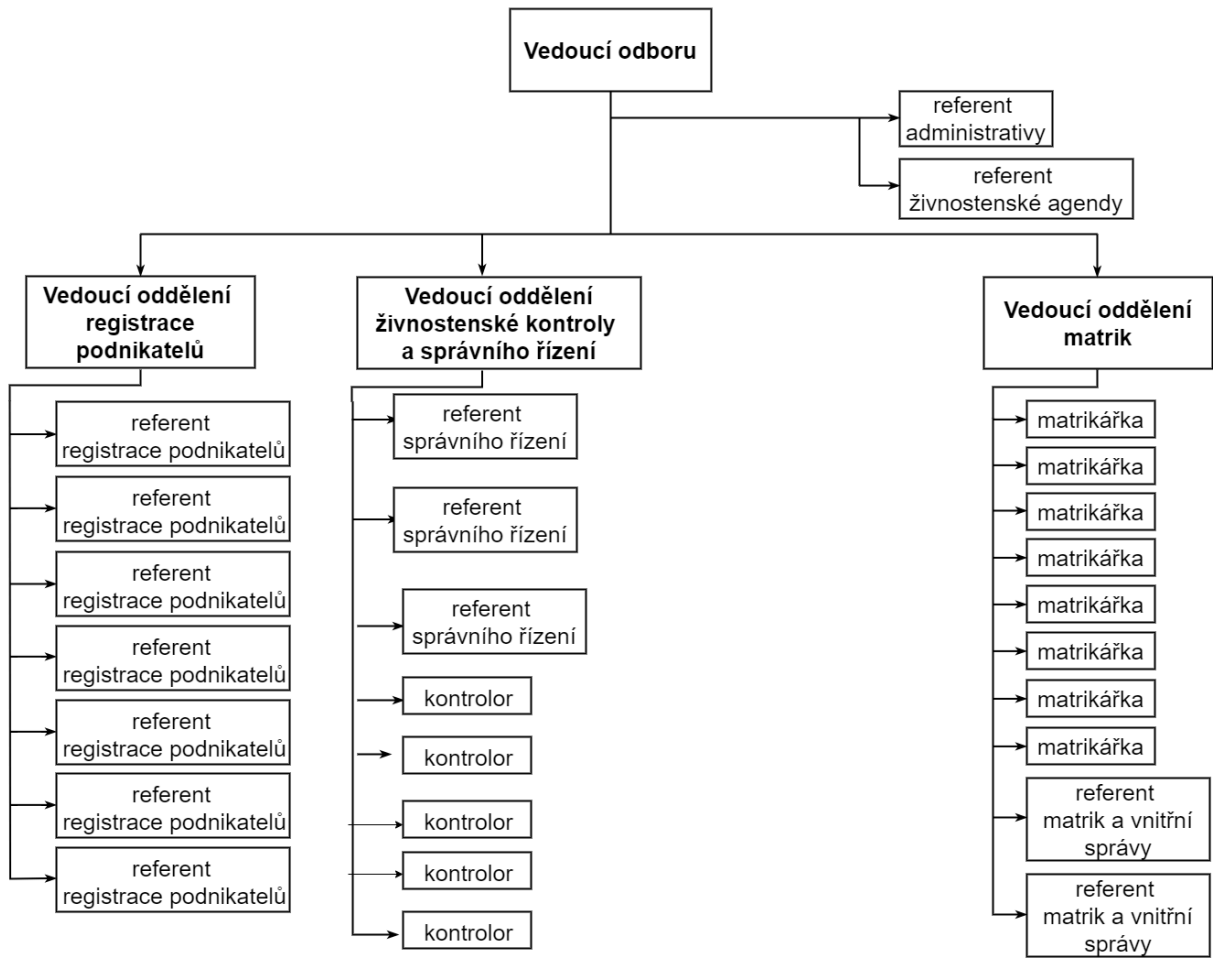 Vedoucí odboru
referent
administrativy
referent
živnostenské agendy
Vedoucí oddělení
registrace
podnikatelů
referent
registrace podnikatelů
referent
registrace podnikatelů
referent
registrace podnikatelů
referent
registrace podnikatelů
referent
registrace podnikatelů
referent
registrace podnikatelů
referent
registrace podnikatelů
Vedoucí oddělení
živnostenské kontroly
a správního řízení
referent
správního řízení
referent
správního řízení
referent
správního řízení
kontrolor
kontrolor
kontrolor
kontrolor
kontrolor
Vedoucí oddělení
matrik
matrikářka
matrikářka
matrikářka
matrikářka
matrikářka
matrikářka
matrikářka
matrikářka
referent
matrik a vnitřní
správy
referent
matrik a vnitřní
správy